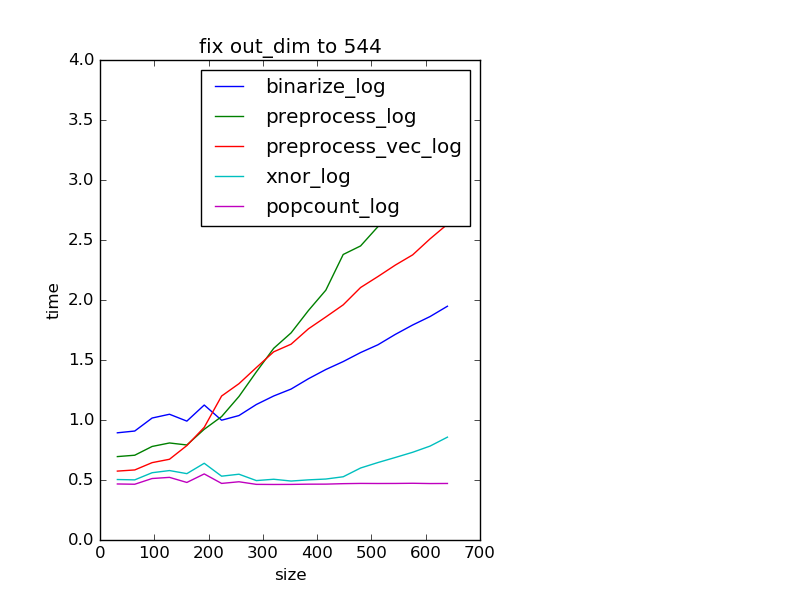 fix out_dim to 544
4.0
3.5
3.0
2.5
2.0
1.5
1.0
0.5
0.0
time
binarize_log
preprocess_log
preprocess_vec_log
xnor_log
popcount_log
0 100 200 300 400 500 600 700
size